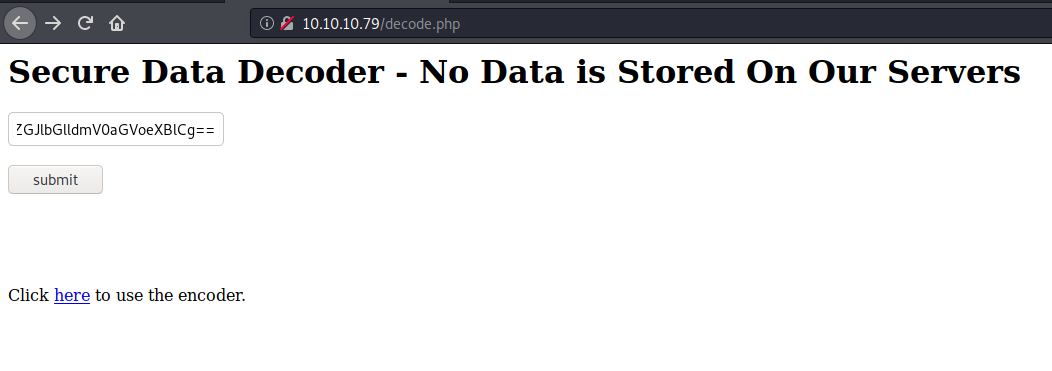 10.10.10.79/decode.php
Secure Data Decoder - No Data is Stored On Our Servers
ZGJlbGlldmV0aGVoeXBlCg==
submit
Click here to use the encoder.